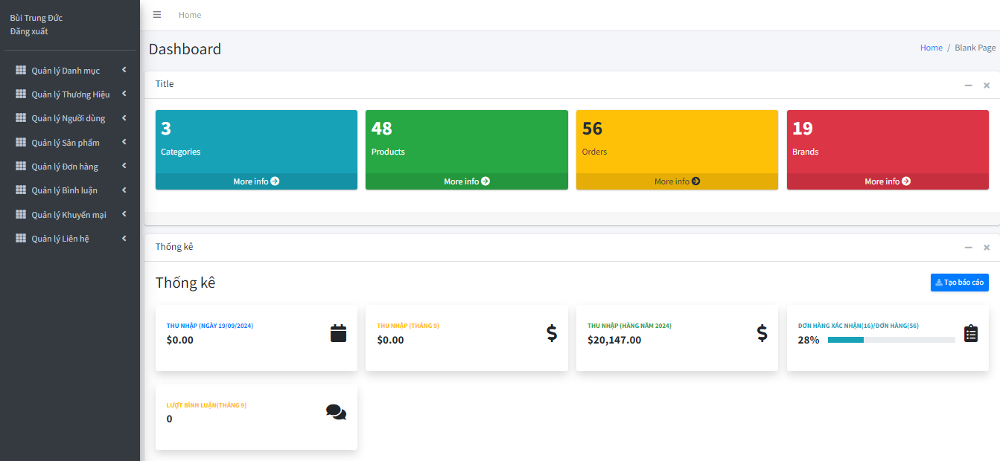 Bùi Trung Đức
Đăng xuất
Quản lý Danh mục
Quản lý Thương Hiệu
Quản lý Người dùng
Quản lý Sản phẩm
Quản lý Đơn hàng
Quản lý Bình luận
Quản lý Khuyến mại
Quản lý Liên hệ
Home
Dashboard
Home / Blank Page
Title
3
Categories
More info
48
Products
More info
56
Orders
More info
19
Brands
More info
Thống kê
Thống kê
Tạo báo cáo
THU NHẬP (NGÀY 19/09/2024)
$0.00
THU NHẬP (THÁNG 9)
$0.00
THU NHẬP (HÀNG NĂM 2024)
$20,147.00
ĐƠN HÀNG XÁC NHẬN(16)/ĐƠN HÀNG(56)
28%
LƯỢT BÌNH LUẬN(THÁNG 9)
0